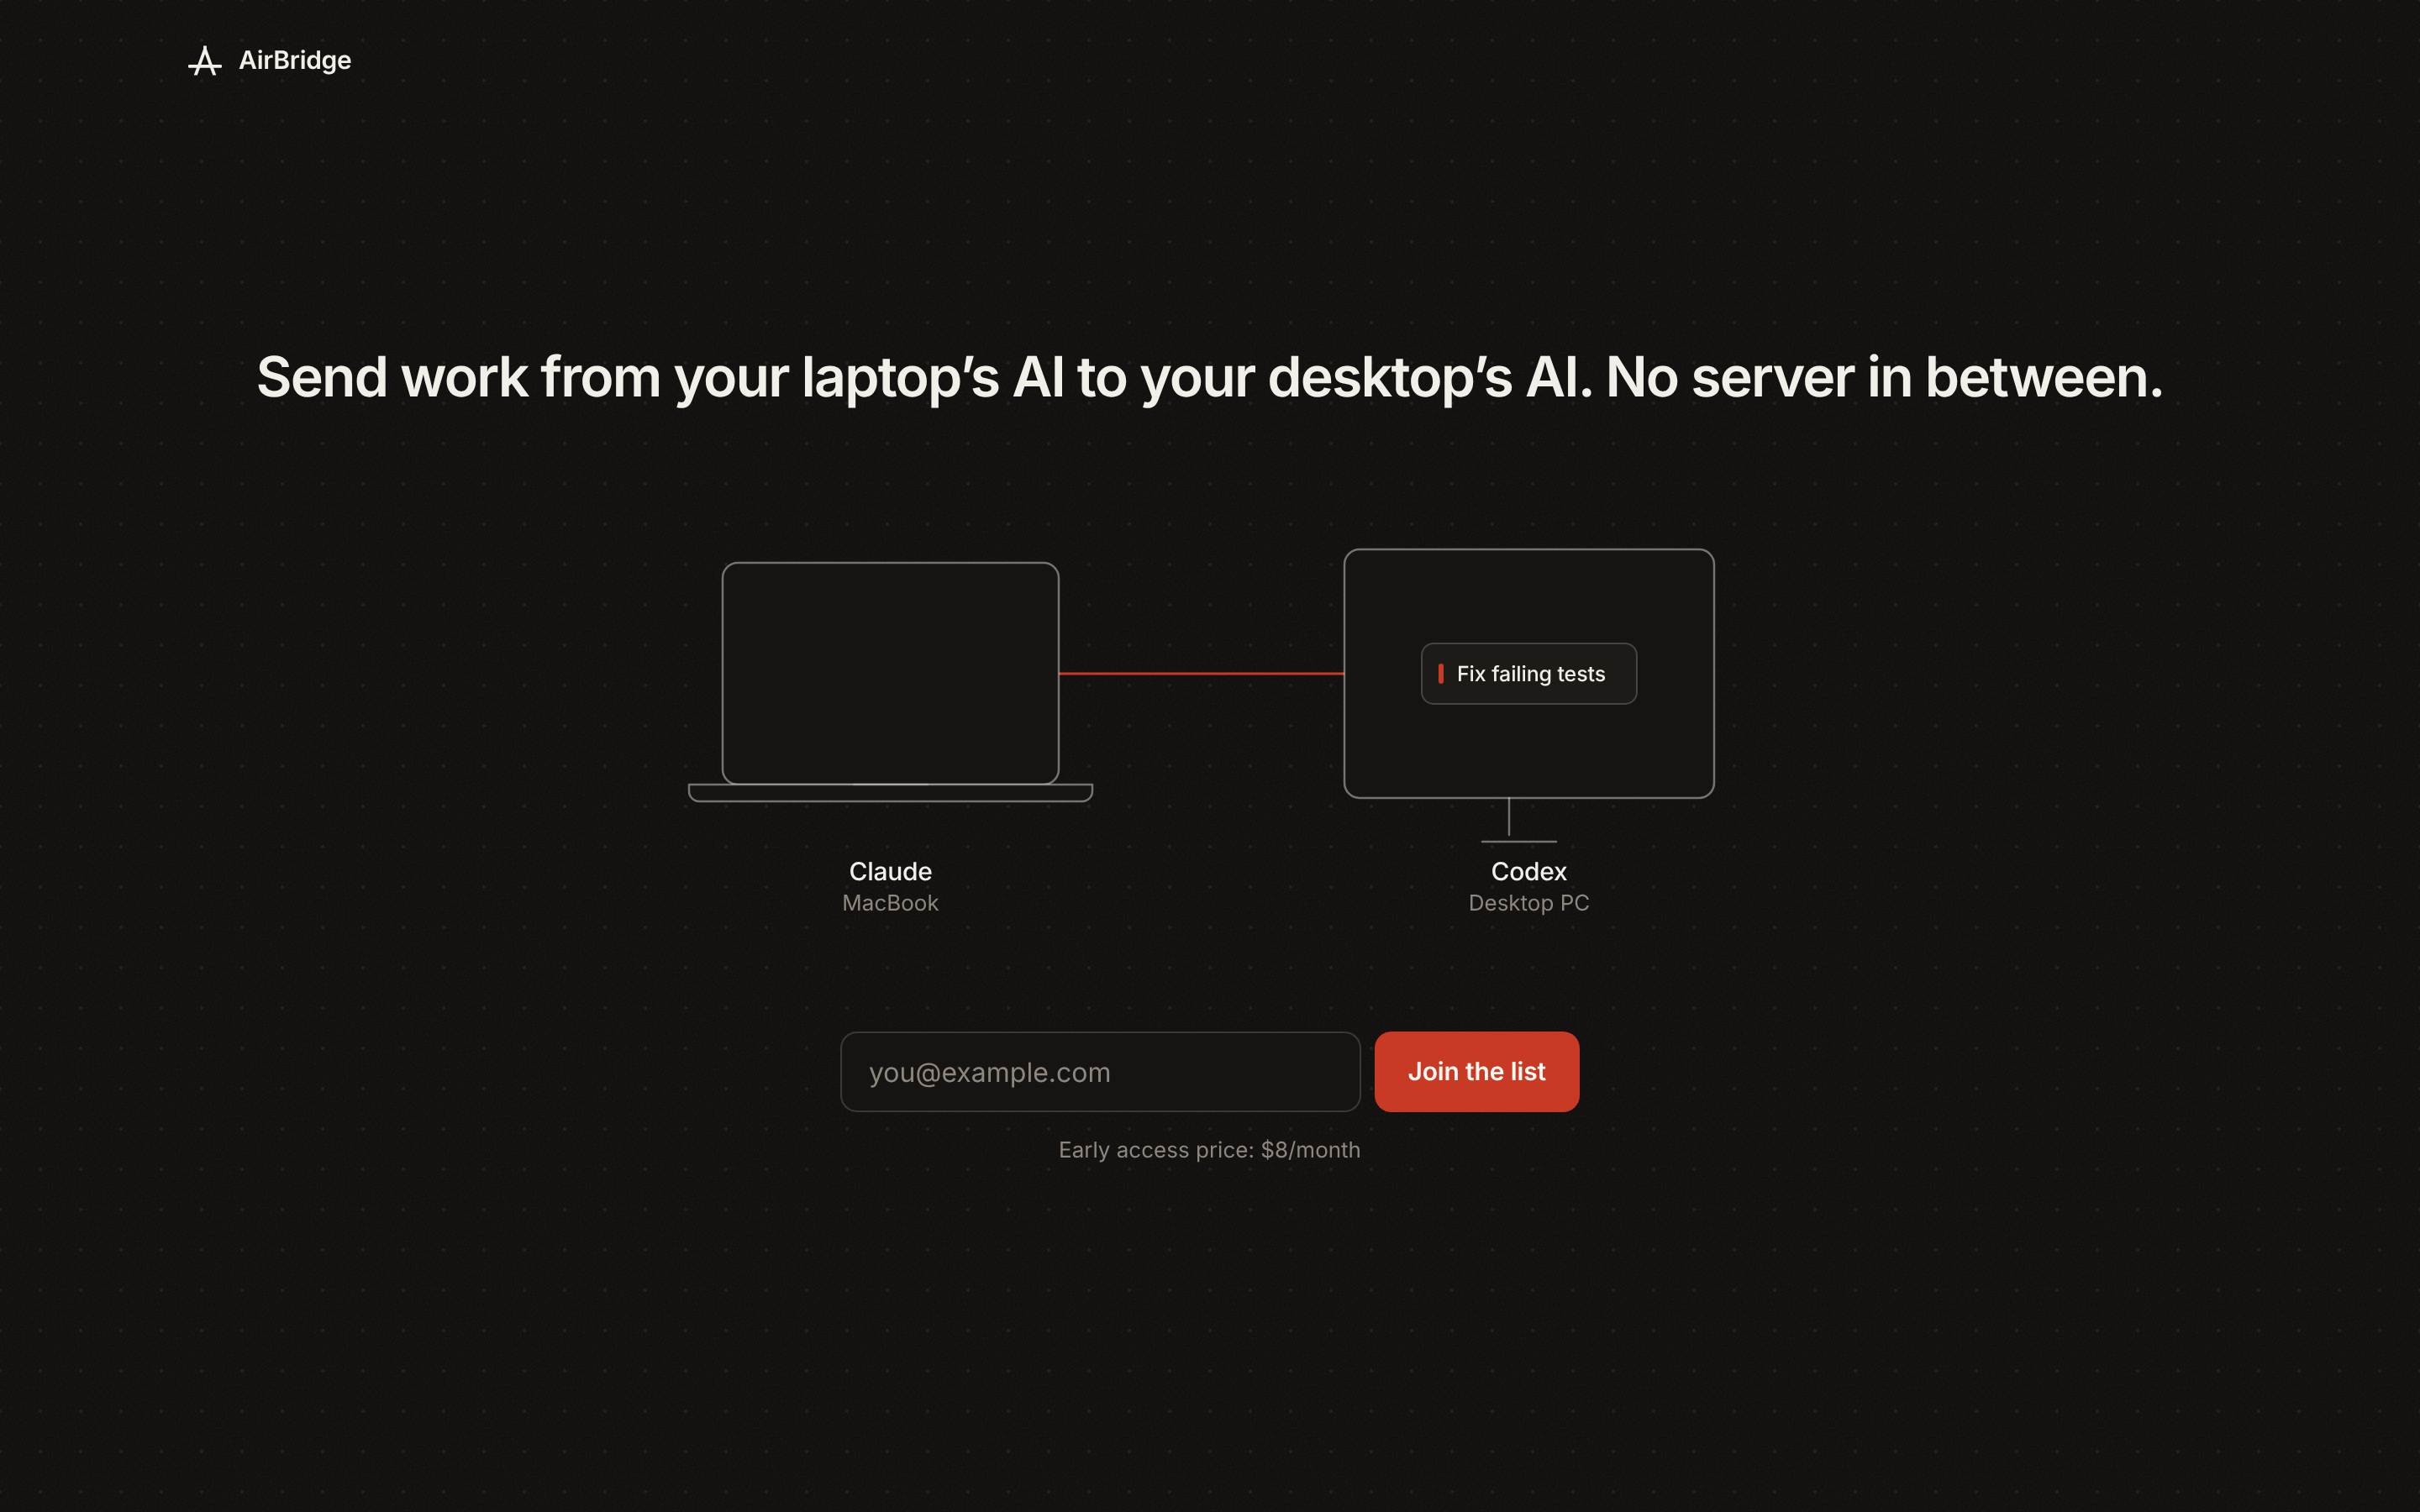 AirBridge
Send work from your laptop’s AI to your desktop’s AI. No server in between.
Fix failing tests
Claude
MacBook
Codex
Desktop PC
you@example.com
Join the list
Early access price: $8/month